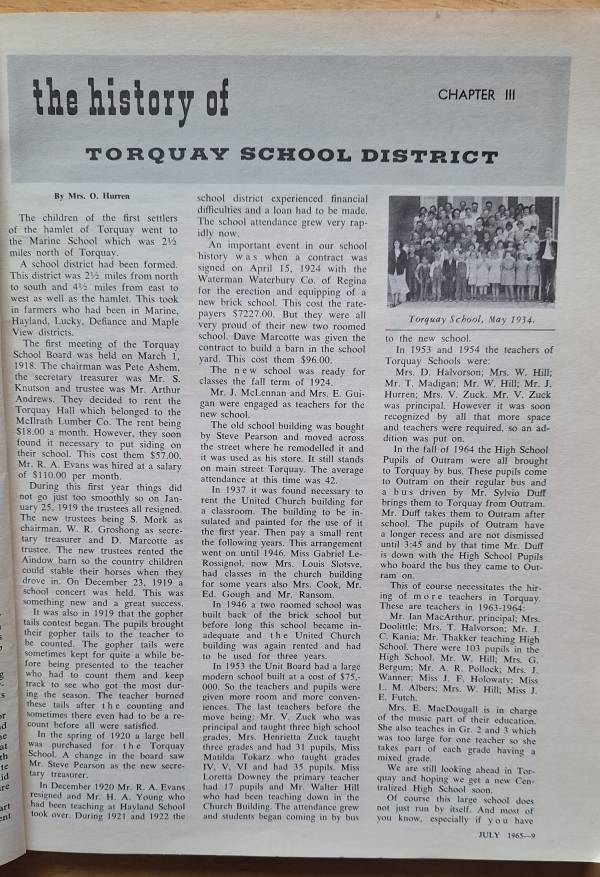 the history of
CHAPTER III
TORQUAY SCHOOL DISTRICT
By Mrs. O. Hurren
The children of the first settlers
of the hamlet of Torquay went to
the Marine School which was 2½
miles north of Torquay.
A school district had been formed.
This district was 2½ miles from north
to south and 4½ miles from east to
west as well as the hamlet. This took
in farmers who had been in Marine,
Hayland, Lucky, Defiance and Maple
View districts.
The first meeting of the Torquay
School Board was held on March 1,
1918. The chairman was Pete Ashem,
the secretary treasurer was Mr. S.
Knutson and trustee was Mr. Arthur
Andrews. They decided to rent the
Torquay Hall which belonged to the
McIlrath Lumber Co. The rent being
$18.00 a month. However, they soon
found it necessary to put siding on
their school. This cost them $57.00.
Mr. R. A. Evans was hired at a salary
of $110.00 per month.
During this first year things did
not go just too smoothly so on Jan-
uary 25, 1919 the trustees all resigned.
The new trustees being S. Mork as
chairman, W. R. Groshong as secre-
tary treasurer and D. Marcotte as
trustee. The new trustees rented the
Aindow barn so the country children
could stable their horses when they
drove in. On December 23, 1919 a
school concert was held. This was
something new and a great success.
It was also in 1919 that the gopher
tails contest began. The pupils brought
their gopher tails to the teacher to
be counted. The gopher tails were
sometimes kept for quite a while be-
fore being presented to the teacher
who had to count them and keep
track to see who got the most dur-
ing the season. The teacher burned
these tails after the counting and
sometimes there even had to be a re-
count before all were satisfied.
In the spring of 1920 a large bell
was purchased for the Torquay
School. A change in the board saw
Mr. Steve Pearson as the new secre-
tary treasurer.
In December 1920 Mr. R. A. Evans
resigned and Mr. H. A. Young who
had been teaching at Hayland School
took over. During 1921 and 1922 the
school district experienced financial
difficulties and a loan had to be made.
The school attendance grew very rap-
idly now.
An important event in our school
history was when a contract was
signed on April 15, 1924 with the
Waterman Waterbury Co. of Regina
for the erection and equipping of a
new brick school. This cost the rate-
payers $7227.00. But they were all
very proud of their new two roomed
school. Dave Marcotte was given the
contract to build a barn in the school
yard. This cost them $96.00.
The new school was ready for
classes the fall term of 1924.
Mr. J. McLennan and Mrs. E. Gui-
gan were engaged as teachers for the
new school.
The old school building was bought
by Steve Pearson and moved across
the street where he remodelled it and
it was used as his store. It still stands
on main street Torquay. The average
attendance at this time was 42.
In 1937 it was found necessary to
rent the United Church building for
a classroom. The building to be in-
sulated and painted for the use of it
the first year. Then pay a small rent
the following years. This arrangement
went on until 1946. Miss Gabriel Le-
Rossignol, now Mrs. Louis Slotsve,
had classes in the church building
for some years also Mrs. Cook, Mr.
Ed. Gough and Mr. Ransom.
In 1946 a two roomed school was
built back of the brick school but
before long this school became in-
adequate and the United Church
building was again rented and had
to be used for three years.
In 1953 the Unit Board had a large
modern school built at a cost of $75,-
000. So the teachers and pupils were
given more room and more conven-
iences. The last teachers before the
move being: Mr. V. Zuck who was
principal and taught three high school
grades, Mrs. Henrietta Zuck taught
three grades and had 31 pupils, Miss
Matilda Tokarz who taught grades
IV, V, VI and had 35 pupils. Miss
Loretta Downey the primary teacher
had 17 pupils and Mr. Walter Hill
who had been teaching down in the
Church Building. The attendance grew
and students began coming in by bus
Torquay School, May 1934.
to the new school.
In 1953 and 1954 the teachers of
Torquay Schools were:
Mrs. D. Halvorson; Mrs. W. Hill;
Mr. T. Madigan; Mr. W. Hill; Mr. J.
Hurren; Mrs. V. Zuck. Mr. V. Zuck
was principal. However it was soon
recognized by all that more space
and teachers were required, so an ad-
dition was put on.
In the fall of 1964 the High School
Pupils of Outram were all brought
to Torquay by bus. These pupils come
to Outram on their regular bus and
a bus driven by Mr. Sylvio Duff
brings them to Torquay from Outram.
Mr. Duff takes them to Outram after
school. The pupils of Outram have
a longer recess and are not dismissed
until 3:45 and by that time Mr. Duff
is down with the High School Pupils
who board the bus they came to Out-
ram on.
This of course necessitates the hir-
ing of more teachers in Torquay.
These are teachers in 1963-1964:
Mr. Ian MacArthur, principal; Mrs.
Doolittle; Mrs. T. Halvorson; Mr. J.
C. Kania; Mr. Thakker teaching High
School. There were 103 pupils in the
High School. Mr. W. Hill; Mrs. G.
Bergum; Mr. A. R. Pollock; Mrs. J.
Wanner; Miss J. F. Holowaty; Miss
L. M. Albers; Mrs. W. Hill; Miss J.
E. Futch.
Mrs. E. MacDougall is in charge
of the music part of their education.
She also teaches in Gr. 2 and 3 which
was too large for one teacher so she
takes part of each grade having a
mixed grade.
We are still looking ahead in Tor-
quay and hoping we get a new Cen-
tralized High School soon.
Of course this large school does
not just run by itself. And most of
you know, especially if you have
JULY 1965—9